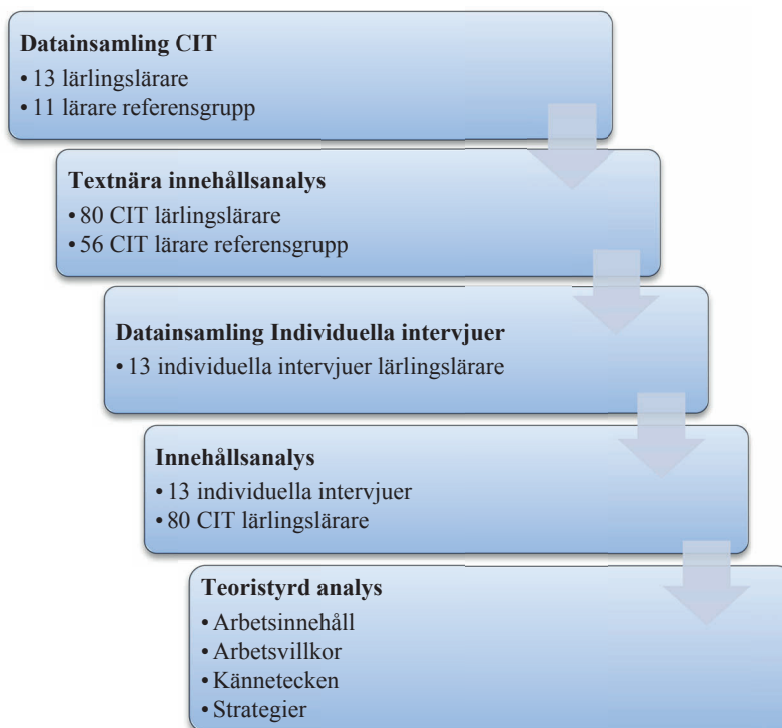 Datainsamling CIT
• 13 lärlingslärare
• 11 lärare referensgrupp
Textnära innehållsanalys
• 80 CIT lärlingslärare
• 56 CIT lärare referensgrupp
Datainsamling Individuella intervjuer
• 13 individuella intervjuer lärlingslärare
Innehållsanalys
• 13 individuella intervjuer
• 80 CIT lärlingslärare
Teoristyrd analys
• Arbetsinnehåll
• Arbetsvillkor
• Kännetecken
• Strategier